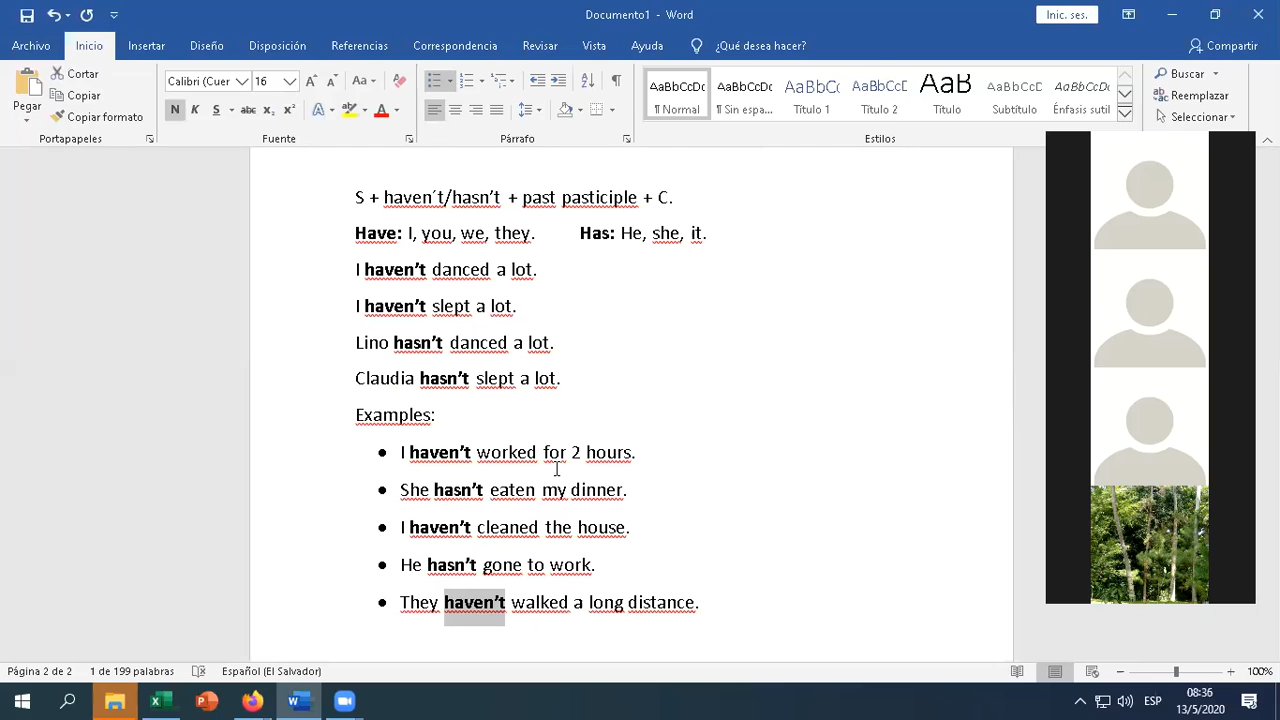 Documento1 - Word
Inic. ses.
Archivo Inicio Insertar Diseño Disposición Referencias Correspondencia Revisar Vista Ayuda ¿Qué desea hacer? Compartir
Pegar
Cortar
Copiar
Copiar formato
Portapapeles
Calibri (Cuer 16
N K S abc x₂ x²
Fuente
Párrafo
AaBbCcDc AaBbCcDc AaBbCc AaBbCcD AaB AaBbCcD AaBbCcDc
¶ Normal ¶ Sin espa... Título 1 Título 2 Título Subtítulo Énfasis sutil
Estilos
Buscar
Reemplazar
Seleccionar
S + haven´t/hasn’t + past pasticiple + C.
Have: I, you, we, they. Has: He, she, it.
I haven’t danced a lot.
I haven’t slept a lot.
Lino hasn’t danced a lot.
Claudia hasn’t slept a lot.
Examples:
• I haven’t worked for 2 hours.
• She hasn’t eaten my dinner.
• I haven’t cleaned the house.
• He hasn’t gone to work.
• They haven’t walked a long distance.
Página 2 de 2 1 de 199 palabras Español (El Salvador) 100%
ESP
08:36
13/5/2020